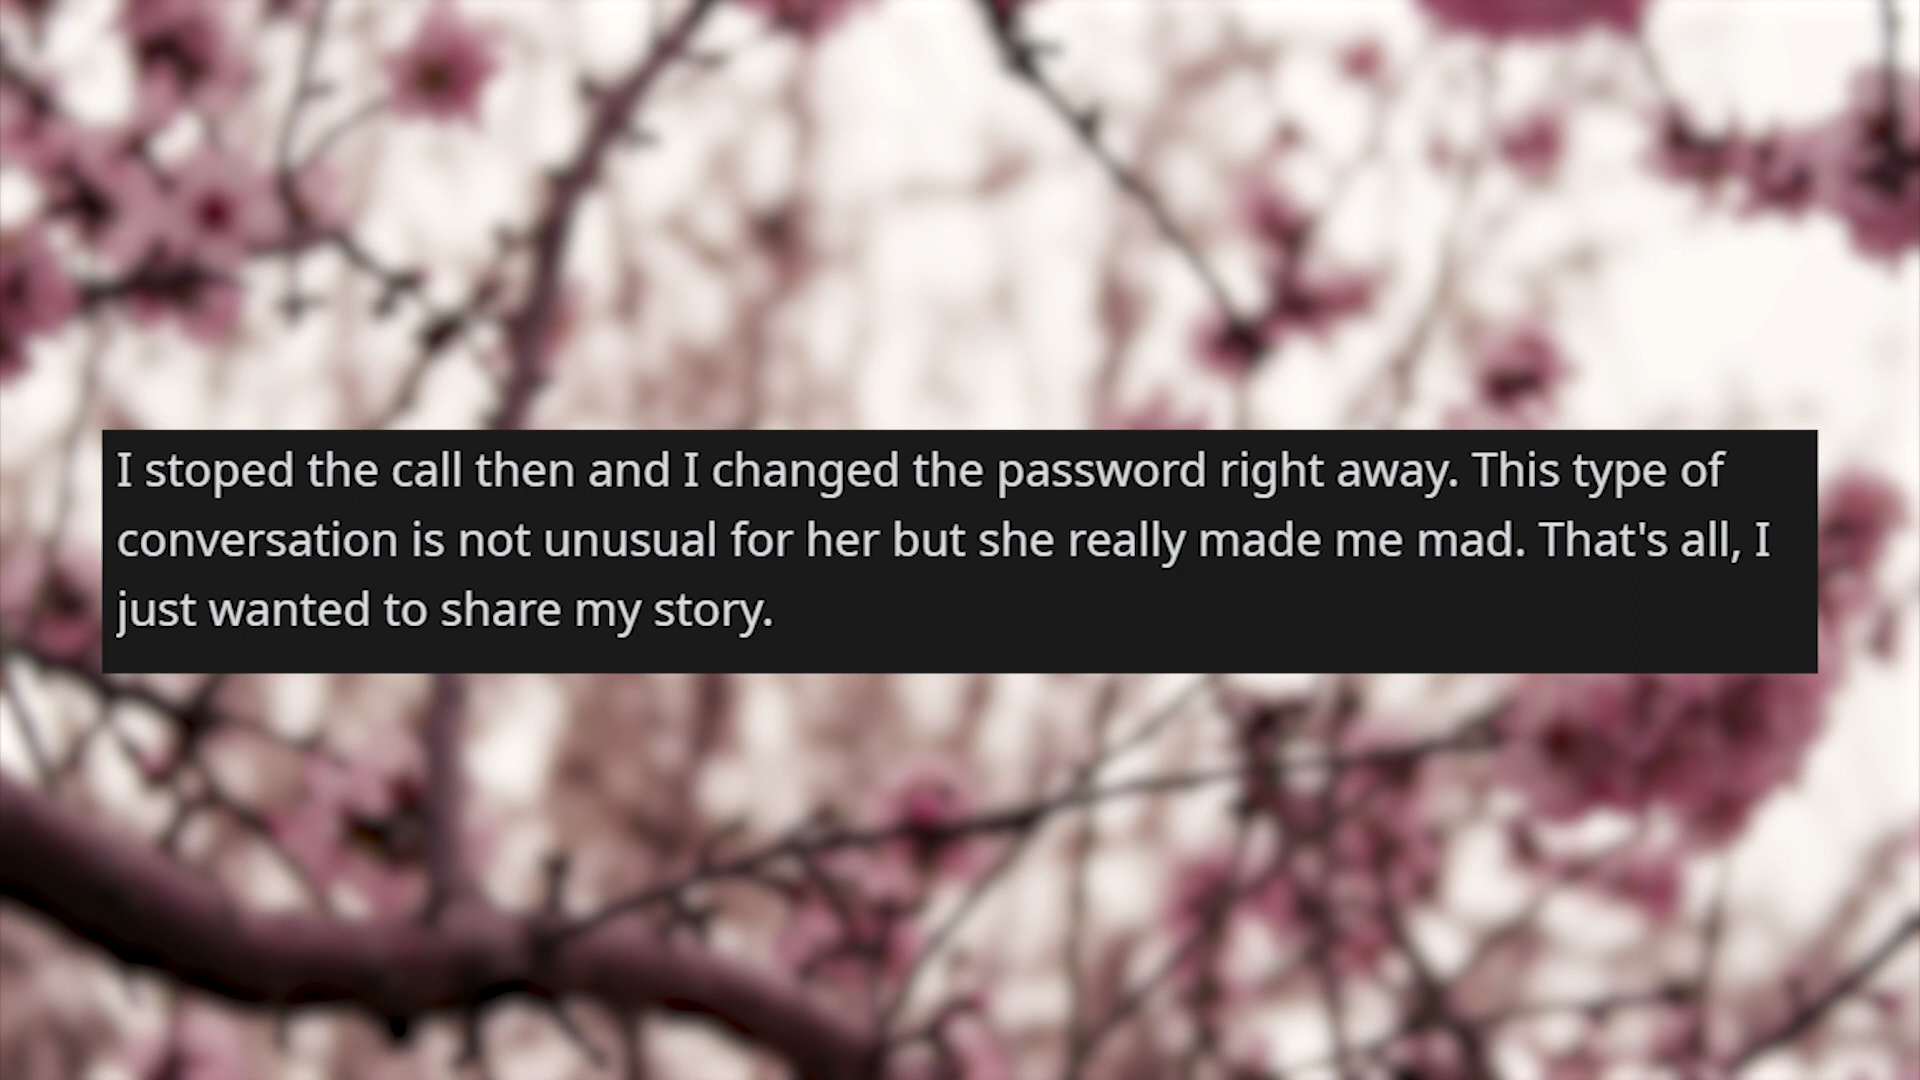 I stoped the call then and I changed the password right away. This type of
conversation is not unusual for her but she really made me mad. That's all, I
just wanted to share my story.